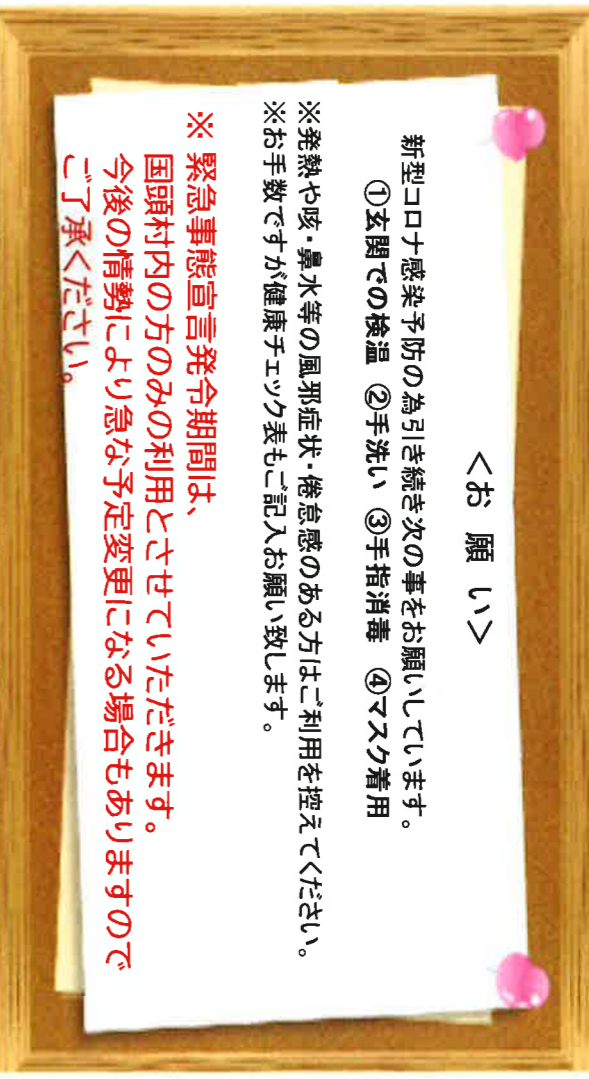 ＜お 願 い＞
新型コロナ感染予防の為引き続き次の事をお願いしています。
①玄関での検温 ②手洗い ③手指消毒 ④マスク着用
※発熱や咳・鼻水等の風邪症状・倦怠感のある方はご利用を控えてください。
※お手数ですが健康チェック表もご記入お願い致します。
※ 緊急事態宣言発令期間は、
国頭村内の方のみの利用とさせていただきます。
今後の情勢により急な予定変更になる場合もありますので
ご了承ください。